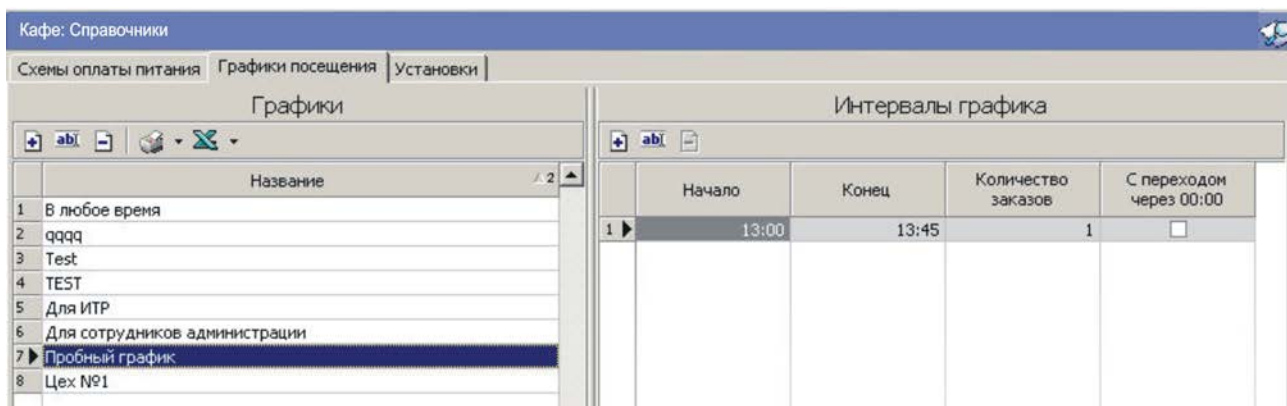 Кафе: Справочники
Схемы оплаты питания Графики посещения Установки
Графики
Интервалы графика
abI
abI
Название 2
1 В любое время
2 qqqq
3 Test
4 TEST
5 Для ИТР
6 Для сотрудников администрации
7 Пробный график
8 Цех №1
Начало Конец Количество заказов С переходом через 00:00
1 13:00 13:45 1